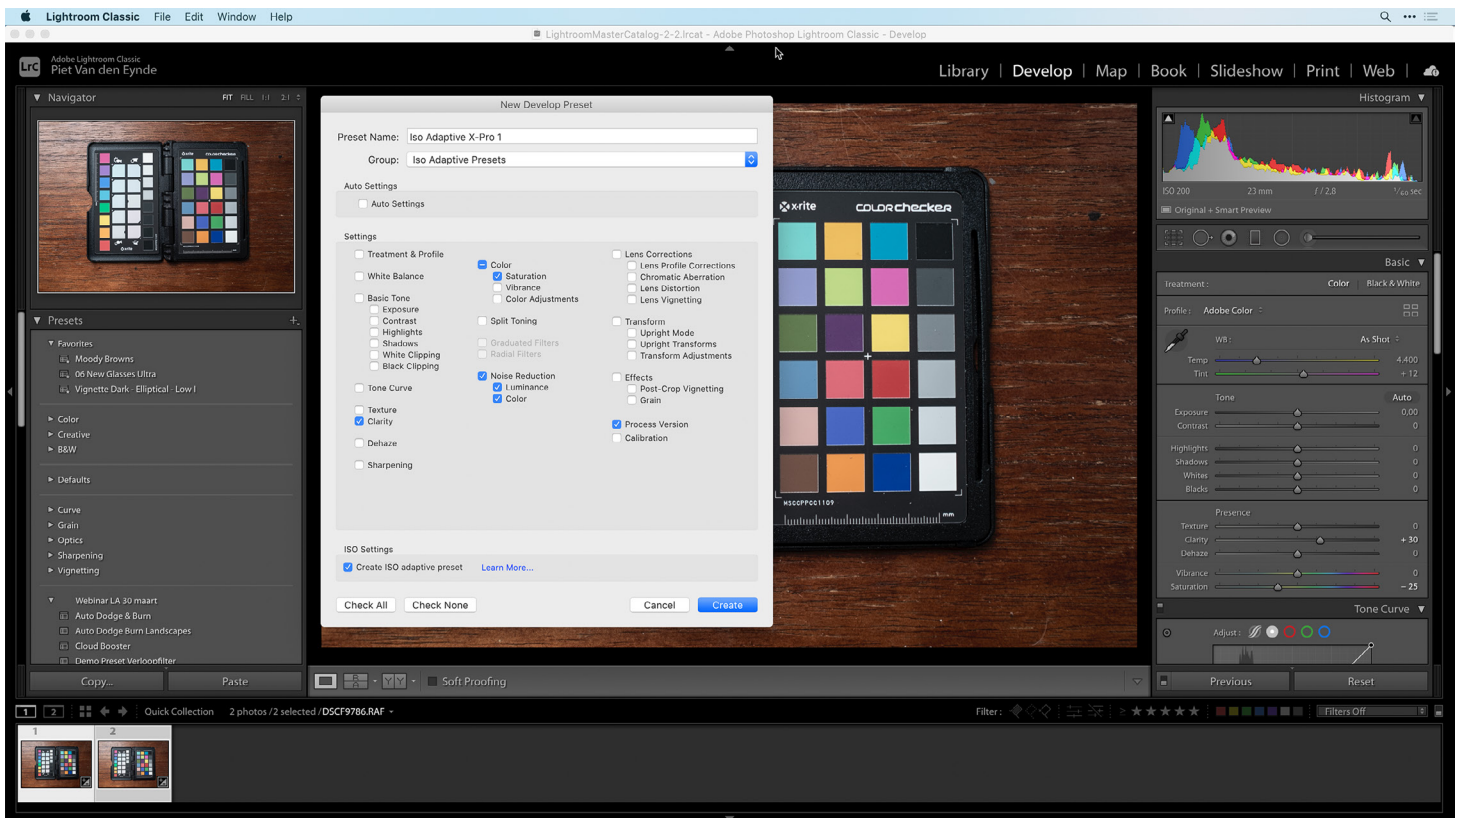 Lightroom Classic File Edit Window Help
LightroomMasterCatalog-2-2.lrcat - Adobe Photoshop Lightroom Classic - Develop
LrC
Adobe Lightroom Classic
Piet Van den Eynde
Library | Develop | Map | Book | Slideshow | Print | Web
Navigator FIT FILL 1:1 2:1
Presets
Favorites
Moody Browns
06 New Glasses Ultra
Vignette Dark - Elliptical - Low I
Color
Creative
B&W
Defaults
Curve
Grain
Optics
Sharpening
Vignetting
Webinar LA 30 maart
Auto Dodge & Burn
Auto Dodge Burn Landscapes
Cloud Booster
Demo Preset Verloopfilter
Copy... Paste
New Develop Preset
Preset Name: Iso Adaptive X-Pro 1
Group: Iso Adaptive Presets
Auto Settings
Auto Settings
Settings
Treatment & Profile
White Balance
Basic Tone
Exposure
Contrast
Highlights
Shadows
White Clipping
Black Clipping
Tone Curve
Texture
Clarity
Dehaze
Sharpening
Color
Saturation
Vibrance
Color Adjustments
Split Toning
Graduated Filters
Radial Filters
Noise Reduction
Luminance
Color
Lens Corrections
Lens Profile Corrections
Chromatic Aberration
Lens Distortion
Lens Vignetting
Transform
Upright Mode
Upright Transforms
Transform Adjustments
Effects
Post-Crop Vignetting
Grain
Process Version
Calibration
ISO Settings
Create ISO adaptive preset Learn More...
Check All Check None Cancel Create
x-rite colorchecker
MSCCPPCC1109
mm
Soft Proofing
Histogram
ISO 200 23 mm f / 2,8 1/60 sec
Original + Smart Preview
Basic
Treatment : Color Black & White
Profile : Adobe Color
WB : As Shot
Temp 4.400
Tint + 12
Tone Auto
Exposure 0,00
Contrast 0
Highlights 0
Shadows 0
Whites 0
Blacks 0
Presence
Texture 0
Clarity + 30
Dehaze 0
Vibrance 0
Saturation – 25
Tone Curve
Adjust :
Previous Reset
1 2 Quick Collection 2 photos / 2 selected / DSCF9786.RAF
Filter : Filters Off
1 2